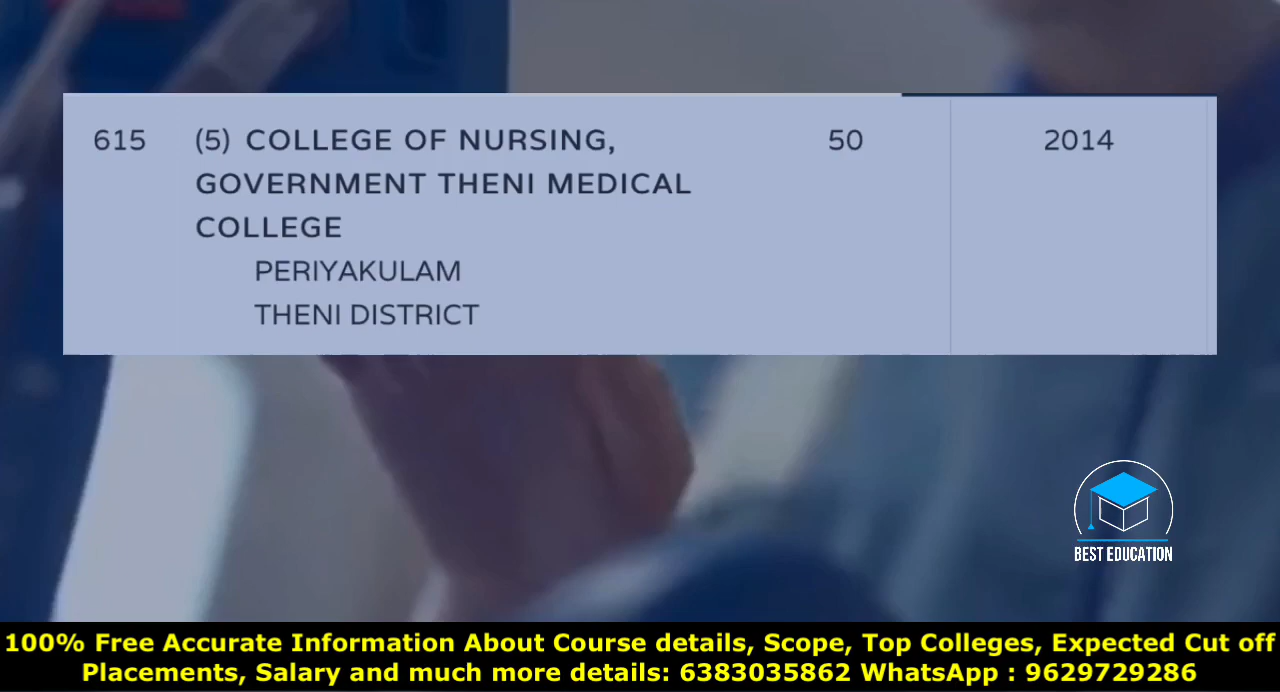 615 (5) COLLEGE OF NURSING, 50 2014
GOVERNMENT THENI MEDICAL
COLLEGE
PERIYAKULAM
THENI DISTRICT
BEST EDUCATION
100% Free Accurate Information About Course details, Scope, Top Colleges, Expected Cut off
Placements, Salary and much more details: 6383035862 WhatsApp : 9629729286